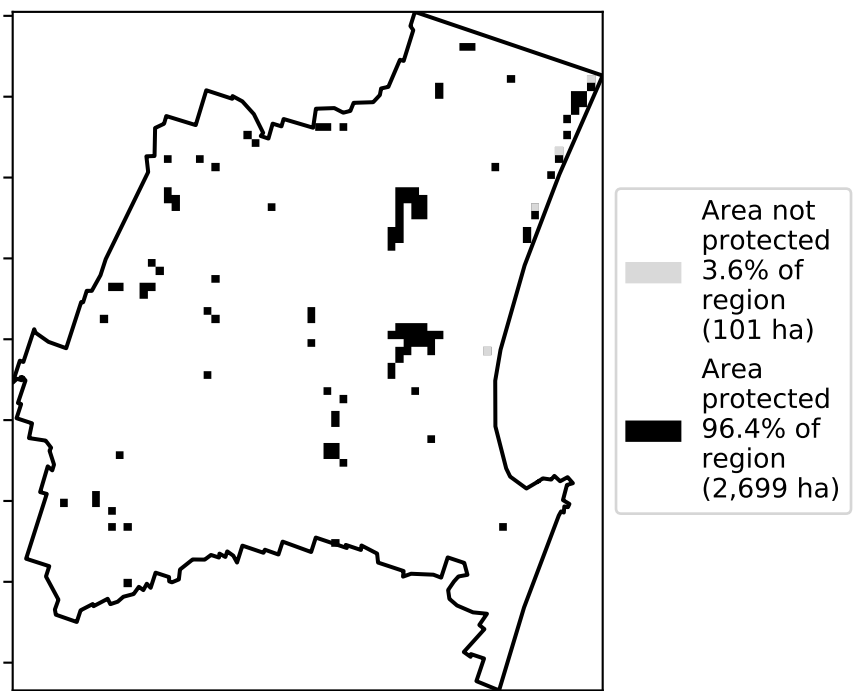 Area not
protected
3.6% of
region
(101 ha)
Area
protected
96.4% of
region
(2,699 ha)